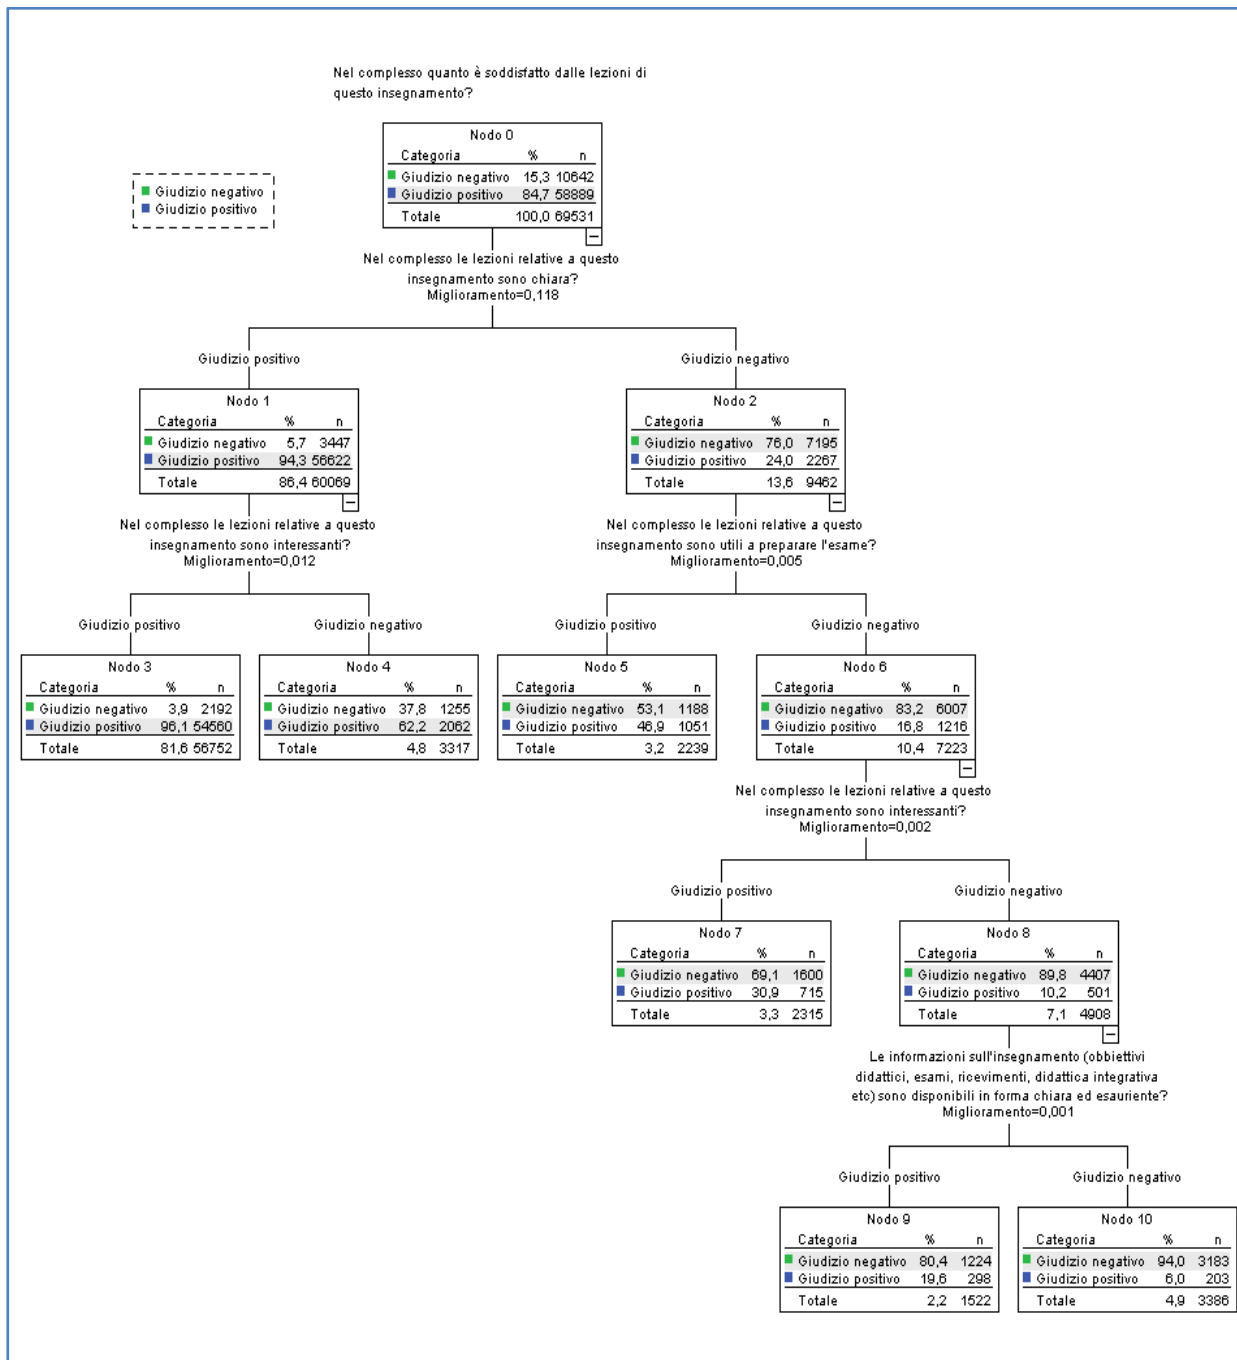 Nel complesso quanto è soddisfatto dalle lezioni di
questo insegnamento?
Nodo 0
Categoria % n
Giudizio negativo 15,3 10642
Giudizio positivo 84,7 58889
Totale 100,0 69531
Giudizio negativo
Giudizio positivo
Nel complesso le lezioni relative a questo
insegnamento sono chiara?
Miglioramento=0,118
Giudizio positivo
Giudizio negativo
Nodo 1
Categoria % n
Giudizio negativo 5,7 3447
Giudizio positivo 94,3 56622
Totale 86,4 60069
Nodo 2
Categoria % n
Giudizio negativo 76,0 7195
Giudizio positivo 24,0 2267
Totale 13,6 9462
Nel complesso le lezioni relative a questo
insegnamento sono interessanti?
Miglioramento=0,012
Nel complesso le lezioni relative a questo
insegnamento sono utili a preparare l'esame?
Miglioramento=0,005
Giudizio positivo
Giudizio negativo
Giudizio positivo
Giudizio negativo
Nodo 3
Categoria % n
Giudizio negativo 3,9 2192
Giudizio positivo 96,1 54560
Totale 81,6 56752
Nodo 4
Categoria % n
Giudizio negativo 37,8 1255
Giudizio positivo 62,2 2062
Totale 4,8 3317
Nodo 5
Categoria % n
Giudizio negativo 53,1 1188
Giudizio positivo 46,9 1051
Totale 3,2 2239
Nodo 6
Categoria % n
Giudizio negativo 83,2 6007
Giudizio positivo 16,8 1216
Totale 10,4 7223
Nel complesso le lezioni relative a questo
insegnamento sono interessanti?
Miglioramento=0,002
Giudizio positivo
Giudizio negativo
Nodo 7
Categoria % n
Giudizio negativo 69,1 1600
Giudizio positivo 30,9 715
Totale 3,3 2315
Nodo 8
Categoria % n
Giudizio negativo 89,8 4407
Giudizio positivo 10,2 501
Totale 7,1 4908
Le informazioni sull'insegnamento (obbiettivi
didattici, esami, ricevimenti, didattica integrativa
etc) sono disponibili in forma chiara ed esauriente?
Miglioramento=0,001
Giudizio positivo
Giudizio negativo
Nodo 9
Categoria % n
Giudizio negativo 80,4 1224
Giudizio positivo 19,6 298
Totale 2,2 1522
Nodo 10
Categoria % n
Giudizio negativo 94,0 3183
Giudizio positivo 6,0 203
Totale 4,9 3386